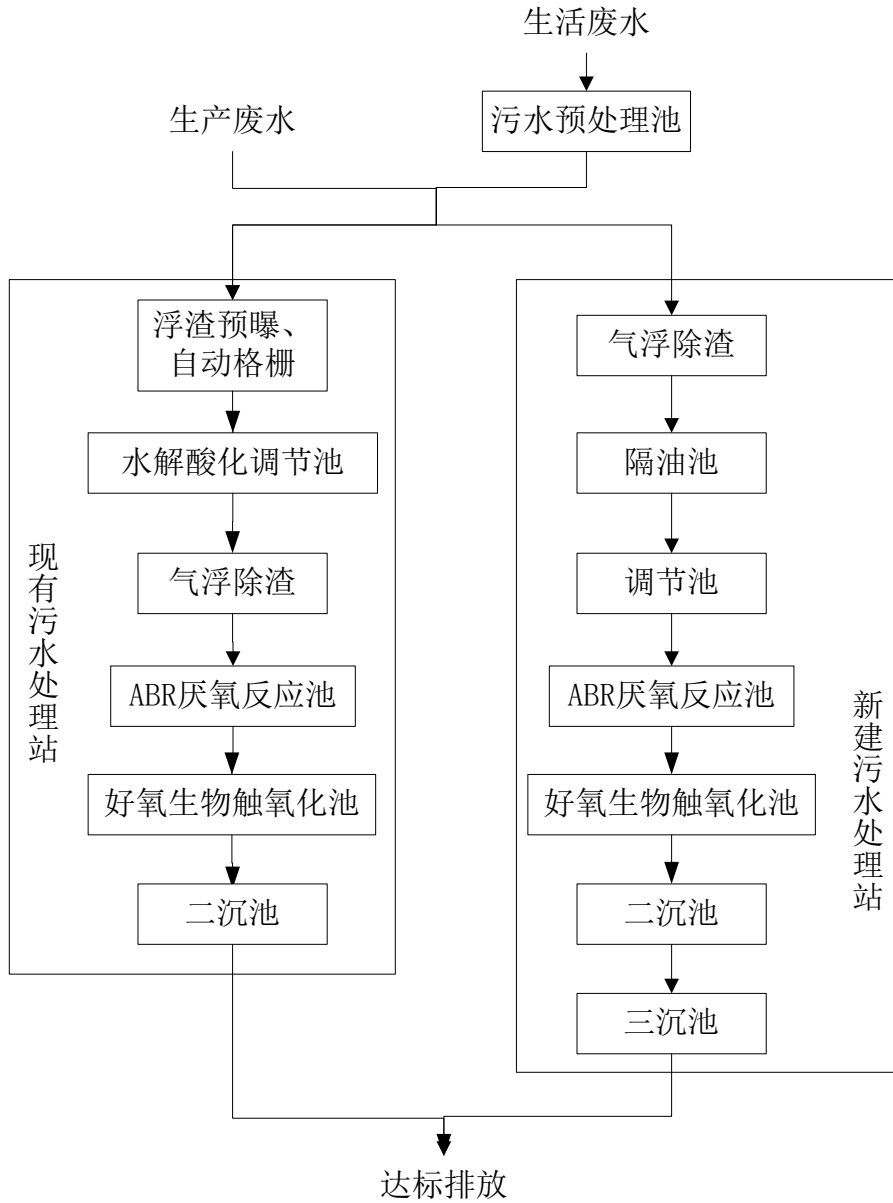 生活废水
污水预处理池
生产废水
浮渣预曝、
自动格栅
水解酸化调节池
气浮除渣
ABR厌氧反应池
好氧生物触氧化池
二沉池
现有污水处理站
气浮除渣
隔油池
调节池
ABR厌氧反应池
好氧生物触氧化池
二沉池
三沉池
新建污水处理站
达标排放